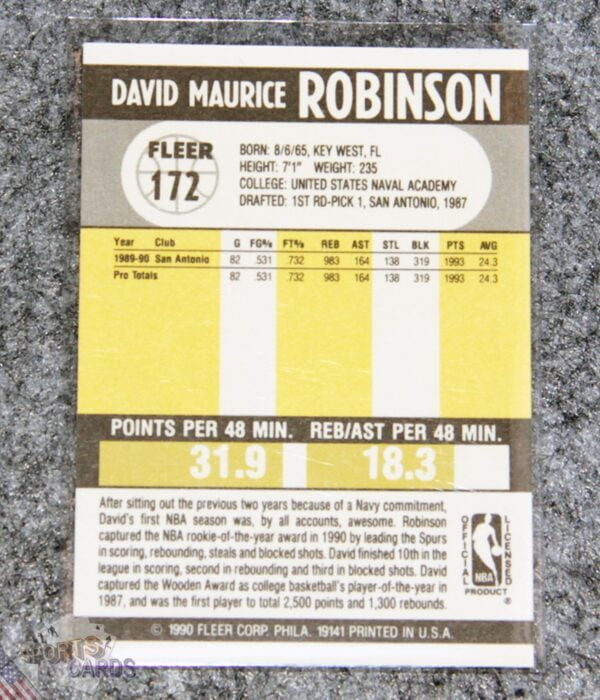 DAVID MAURICE ROBINSON
FLEER
172
BORN: 8/6/65, KEY WEST, FL
HEIGHT: 7'1" WEIGHT: 235
COLLEGE: UNITED STATES NAVAL ACADEMY
DRAFTED: 1ST RD-PICK 1, SAN ANTONIO, 1987
Year Club G FG% FT% REB AST STL BLK PTS AVG
1989-90 San Antonio 82 .531 .732 983 164 138 319 1993 24.3
Pro Totals 82 .531 .732 983 164 138 319 1993 24.3
POINTS PER 48 MIN. REB/AST PER 48 MIN.
31.9 18.3
After sitting out the previous two years because of a Navy commitment,
David's first NBA season was, by all accounts, awesome. Robinson
captured the NBA rookie-of-the-year award in 1990 by leading the Spurs
in scoring, rebounding, steals and blocked shots. David finished 10th in the
league in scoring, second in rebounding and third in blocked shots. David
captured the Wooden Award as college basketball's player-of-the-year in
1987, and was the first player to total 2,500 points and 1,300 rebounds.
OFFICIAL
LICENSED
NBA
PRODUCT ®
© 1990 FLEER CORP. PHILA. 19141 PRINTED IN U.S.A.
SPORTS
CARDS